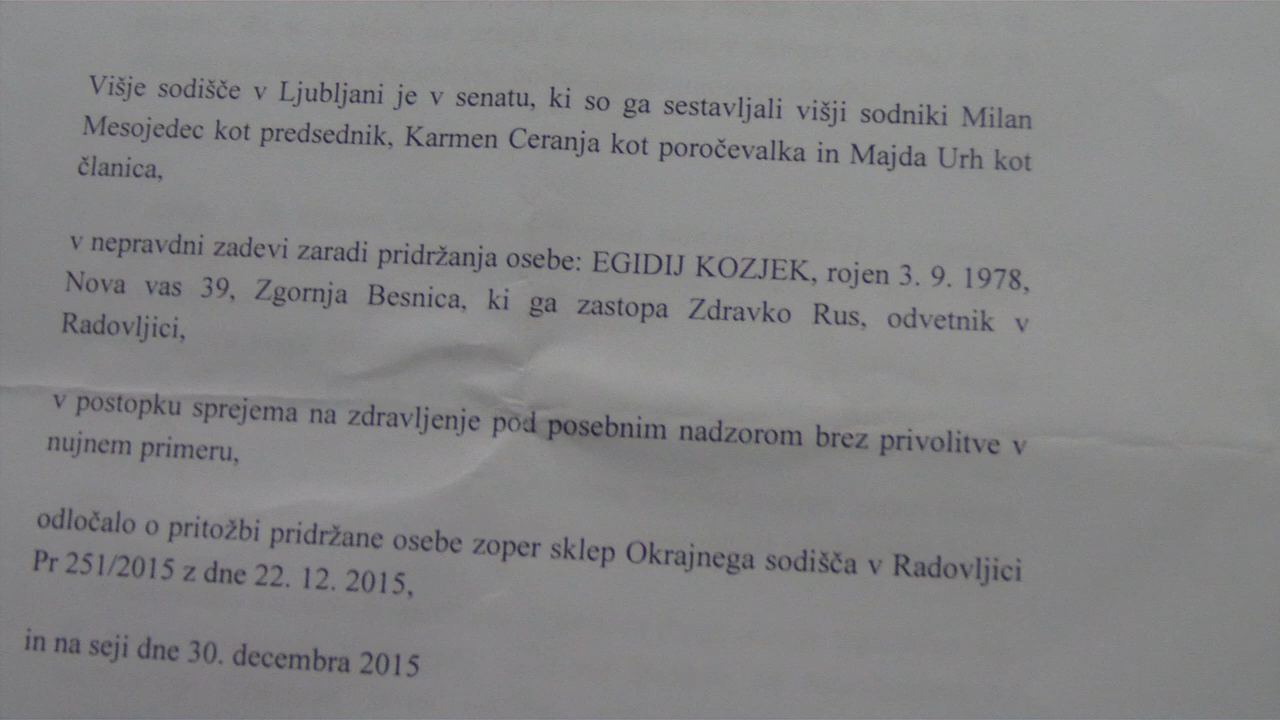 Višje sodišče v Ljubljani je v senatu, ki so ga sestavljali višji sodniki Milan
Mesojedec kot predsednik, Karmen Ceranja kot poročevalka in Majda Urh kot
članica,
v nepravdni zadevi zaradi pridržanja osebe: EGIDIJ KOZJEK, rojen 3. 9. 1978,
Nova vas 39, Zgornja Besnica, ki ga zastopa Zdravko Rus, odvetnik v
Radovljici,
v postopku sprejema na zdravljenje pod posebnim nadzorom brez privolitve v
nujnem primeru,
odločalo o pritožbi pridržane osebe zoper sklep Okrajnega sodišča v Radovljici
Pr 251/2015 z dne 22. 12. 2015,
in na seji dne 30. decembra 2015